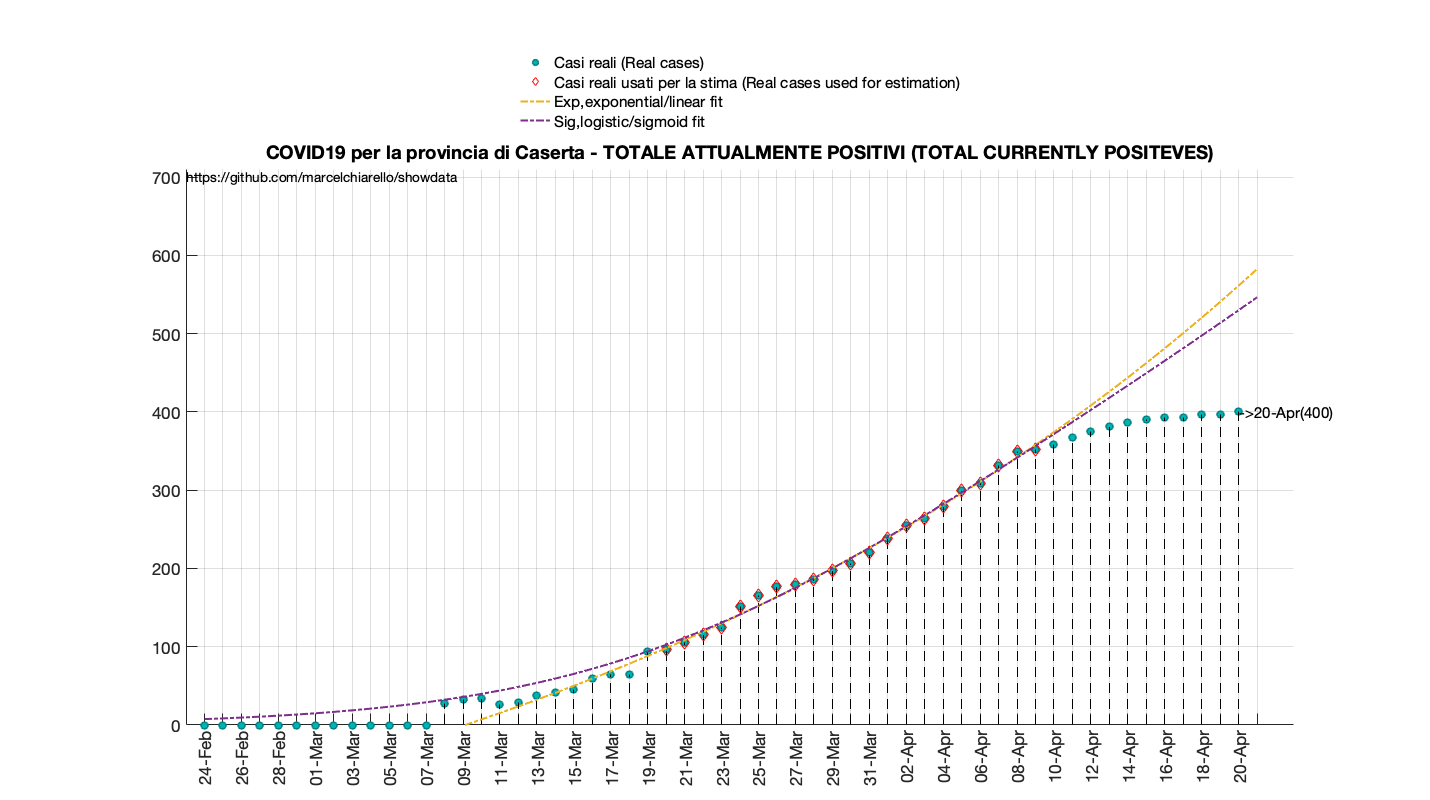 Casi reali (Real cases)
Casi reali usati per la stima (Real cases used for estimation)
Exp,exponential/linear fit
Sig,logistic/sigmoid fit
COVID19 per la provincia di Caserta - TOTALE ATTUALMENTE POSITIVI (TOTAL CURRENTLY POSITEVES)
https://github.com/marcelchiarello/showdata
700
600
500
400
300
200
100
0
>20-Apr(400)
24-Feb
26-Feb
28-Feb
01-Mar
03-Mar
05-Mar
07-Mar
09-Mar
11-Mar
13-Mar
15-Mar
17-Mar
19-Mar
21-Mar
23-Mar
25-Mar
27-Mar
29-Mar
31-Mar
02-Apr
04-Apr
06-Apr
08-Apr
10-Apr
12-Apr
14-Apr
16-Apr
18-Apr
20-Apr